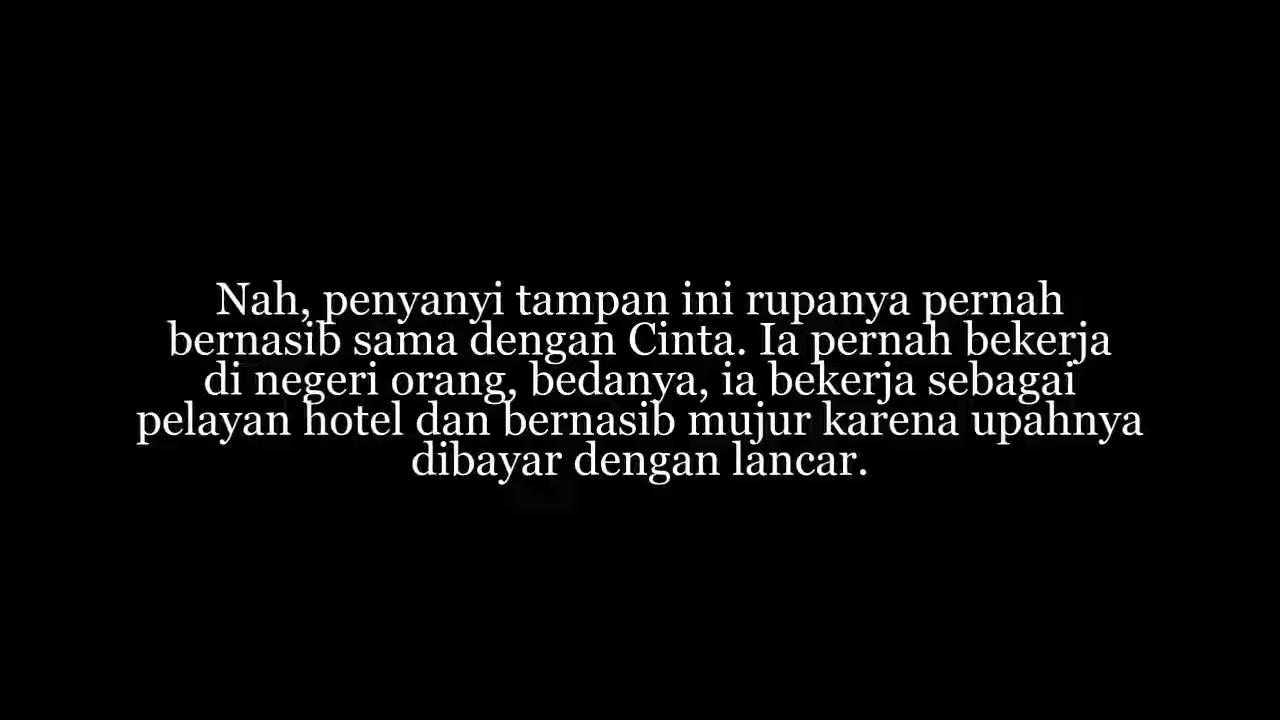 Nah, penyanyi tampan ini rupanya pernah
bernasib sama dengan Cinta. Ia pernah bekerja
di negeri orang, bedanya, ia bekerja sebagai
pelayan hotel dan bernasib mujur karena upahnya
dibayar dengan lancar.